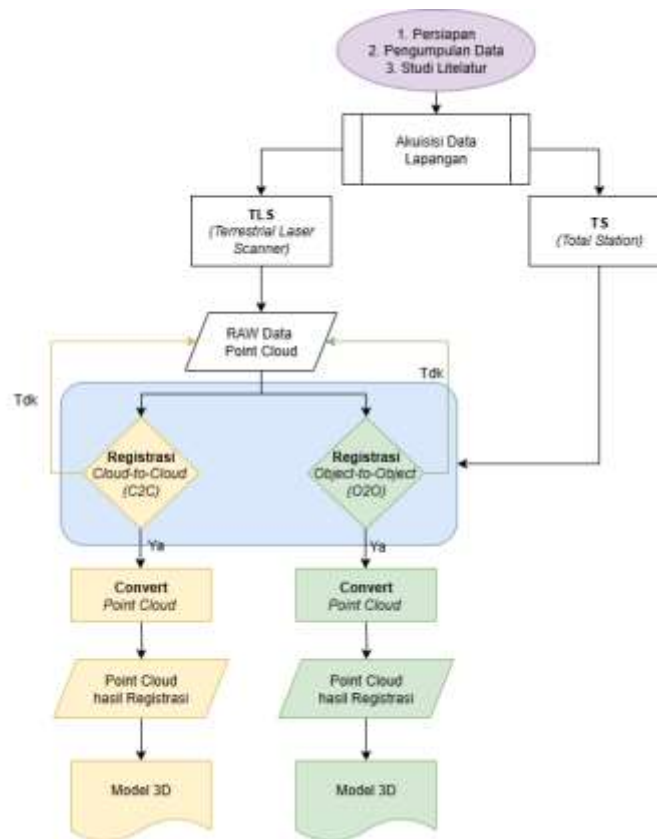 1. Persiapan
2. Pengumpulan Data
3. Studi Litelatur
Akuisisi Data
Lapangan
TLS
(Terrestrial Laser
Scanner)
TS
(Total Station)
RAW Data
Point Cloud
Tdk
Tdk
Registrasi
Cloud-to-Cloud
(C2C)
Registrasi
Object-to-Object
(O2O)
Ya
Ya
Convert
Point Cloud
Convert
Point Cloud
Point Cloud
hasil Registrasi
Point Cloud
hasil Registrasi
Model 3D
Model 3D